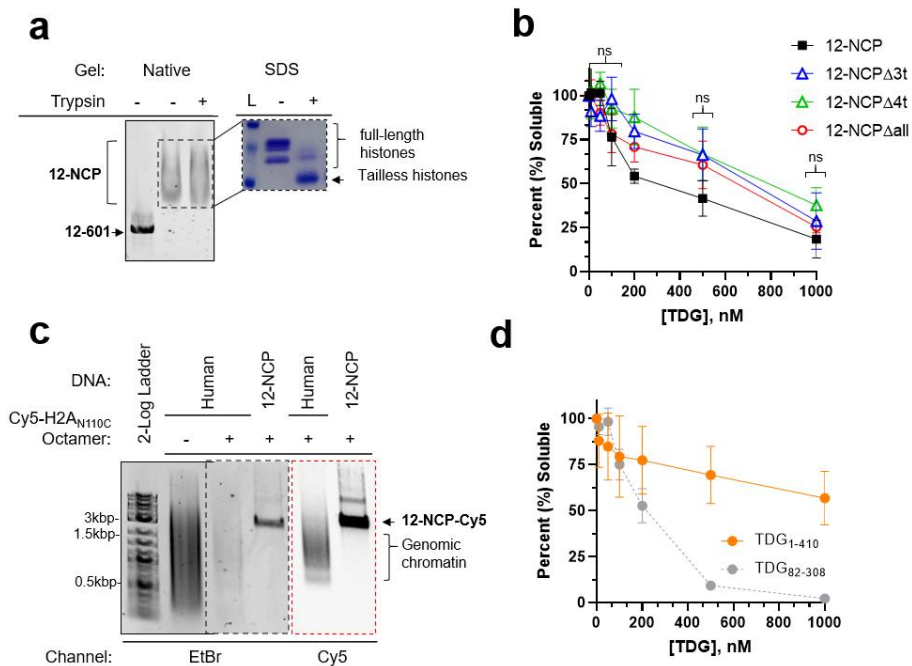 a
Gel: Native SDS
Trypsin - - + L - +
12-NCP
12-601
full-length
histones
Tailless histones
b
ns
ns
ns
12-NCP
12-NCPΔ3t
12-NCPΔ4t
12-NCPΔall
Percent (%) Soluble
100
75
50
25
0
0 200 400 600 800 1000
[TDG], nM
c
DNA:
2-Log Ladder
Human
12-NCP
Human
12-NCP
Cy5-H2A_N110C
Octamer: - + + + +
3kbp-
1.5kbp-
0.5kbp-
12-NCP-Cy5
Genomic
chromatin
Channel: EtBr Cy5
d
Percent (%) Soluble
100
75
50
25
0
TDG1-410
TDG82-308
0 200 400 600 800 1000
[TDG], nM